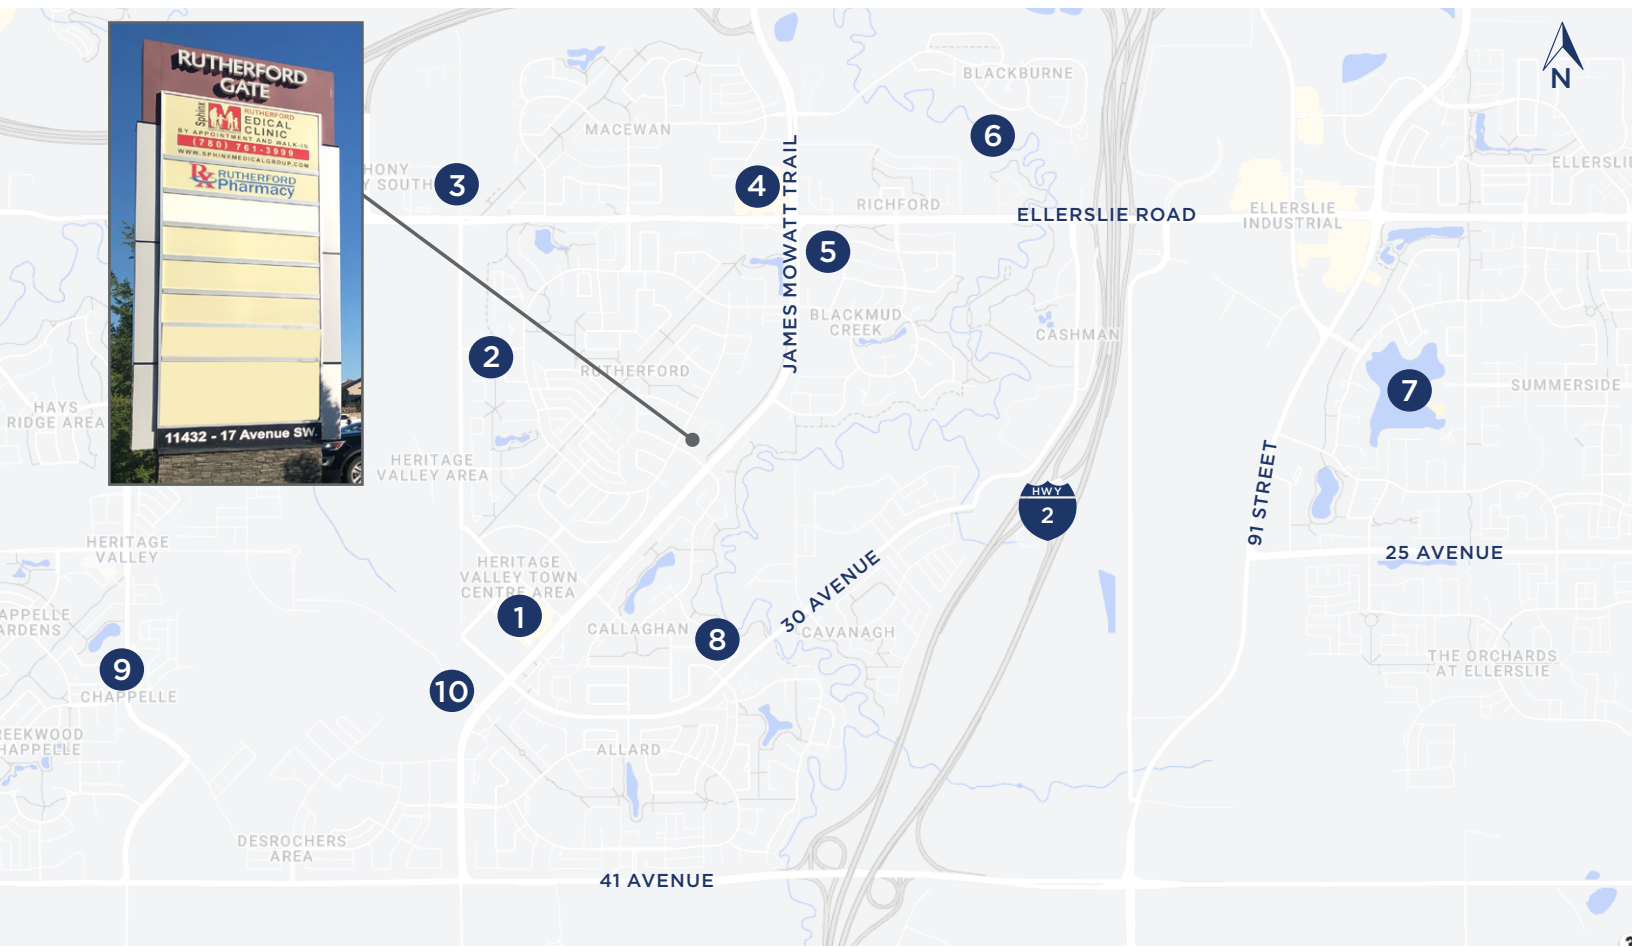 RUTHERFORD
GATE
Sphinx
RUTHERFORD
MEDICAL
CLINIC
BY APPOINTMENT AND WALK-IN
(780) 761-3999
WWW.SPHINXMEDICALGROUP.COM
Rx RUTHERFORD
Pharmacy
11432 - 17 Avenue SW.
N
BLACKBURNE
MACEWAN
6
HONY
Y SOUTH
3
4
JAMES MOWATT TRAIL
RICHFORD
ELLERSLIE ROAD
ELLERSLIE
INDUSTRIAL
ELLERSLIE
5
BLACKMUD
CREEK
CASHMAN
2
RUTHERFORD
7
SUMMERSIDE
HAYS
RIDGE AREA
HERITAGE
VALLEY AREA
91 STREET
HWY
2
HERITAGE
VALLEY
25 AVENUE
HERITAGE
VALLEY TOWN
CENTRE AREA
1
30 AVENUE
APPELLE
ARDENS
CALLAGHAN
8
CAVANAGH
9
CHAPPELLE
10
THE ORCHARDS
AT ELLERSLIE
REEKWOOD
HAPPELLE
ALLARD
DESROCHERS
AREA
41 AVENUE